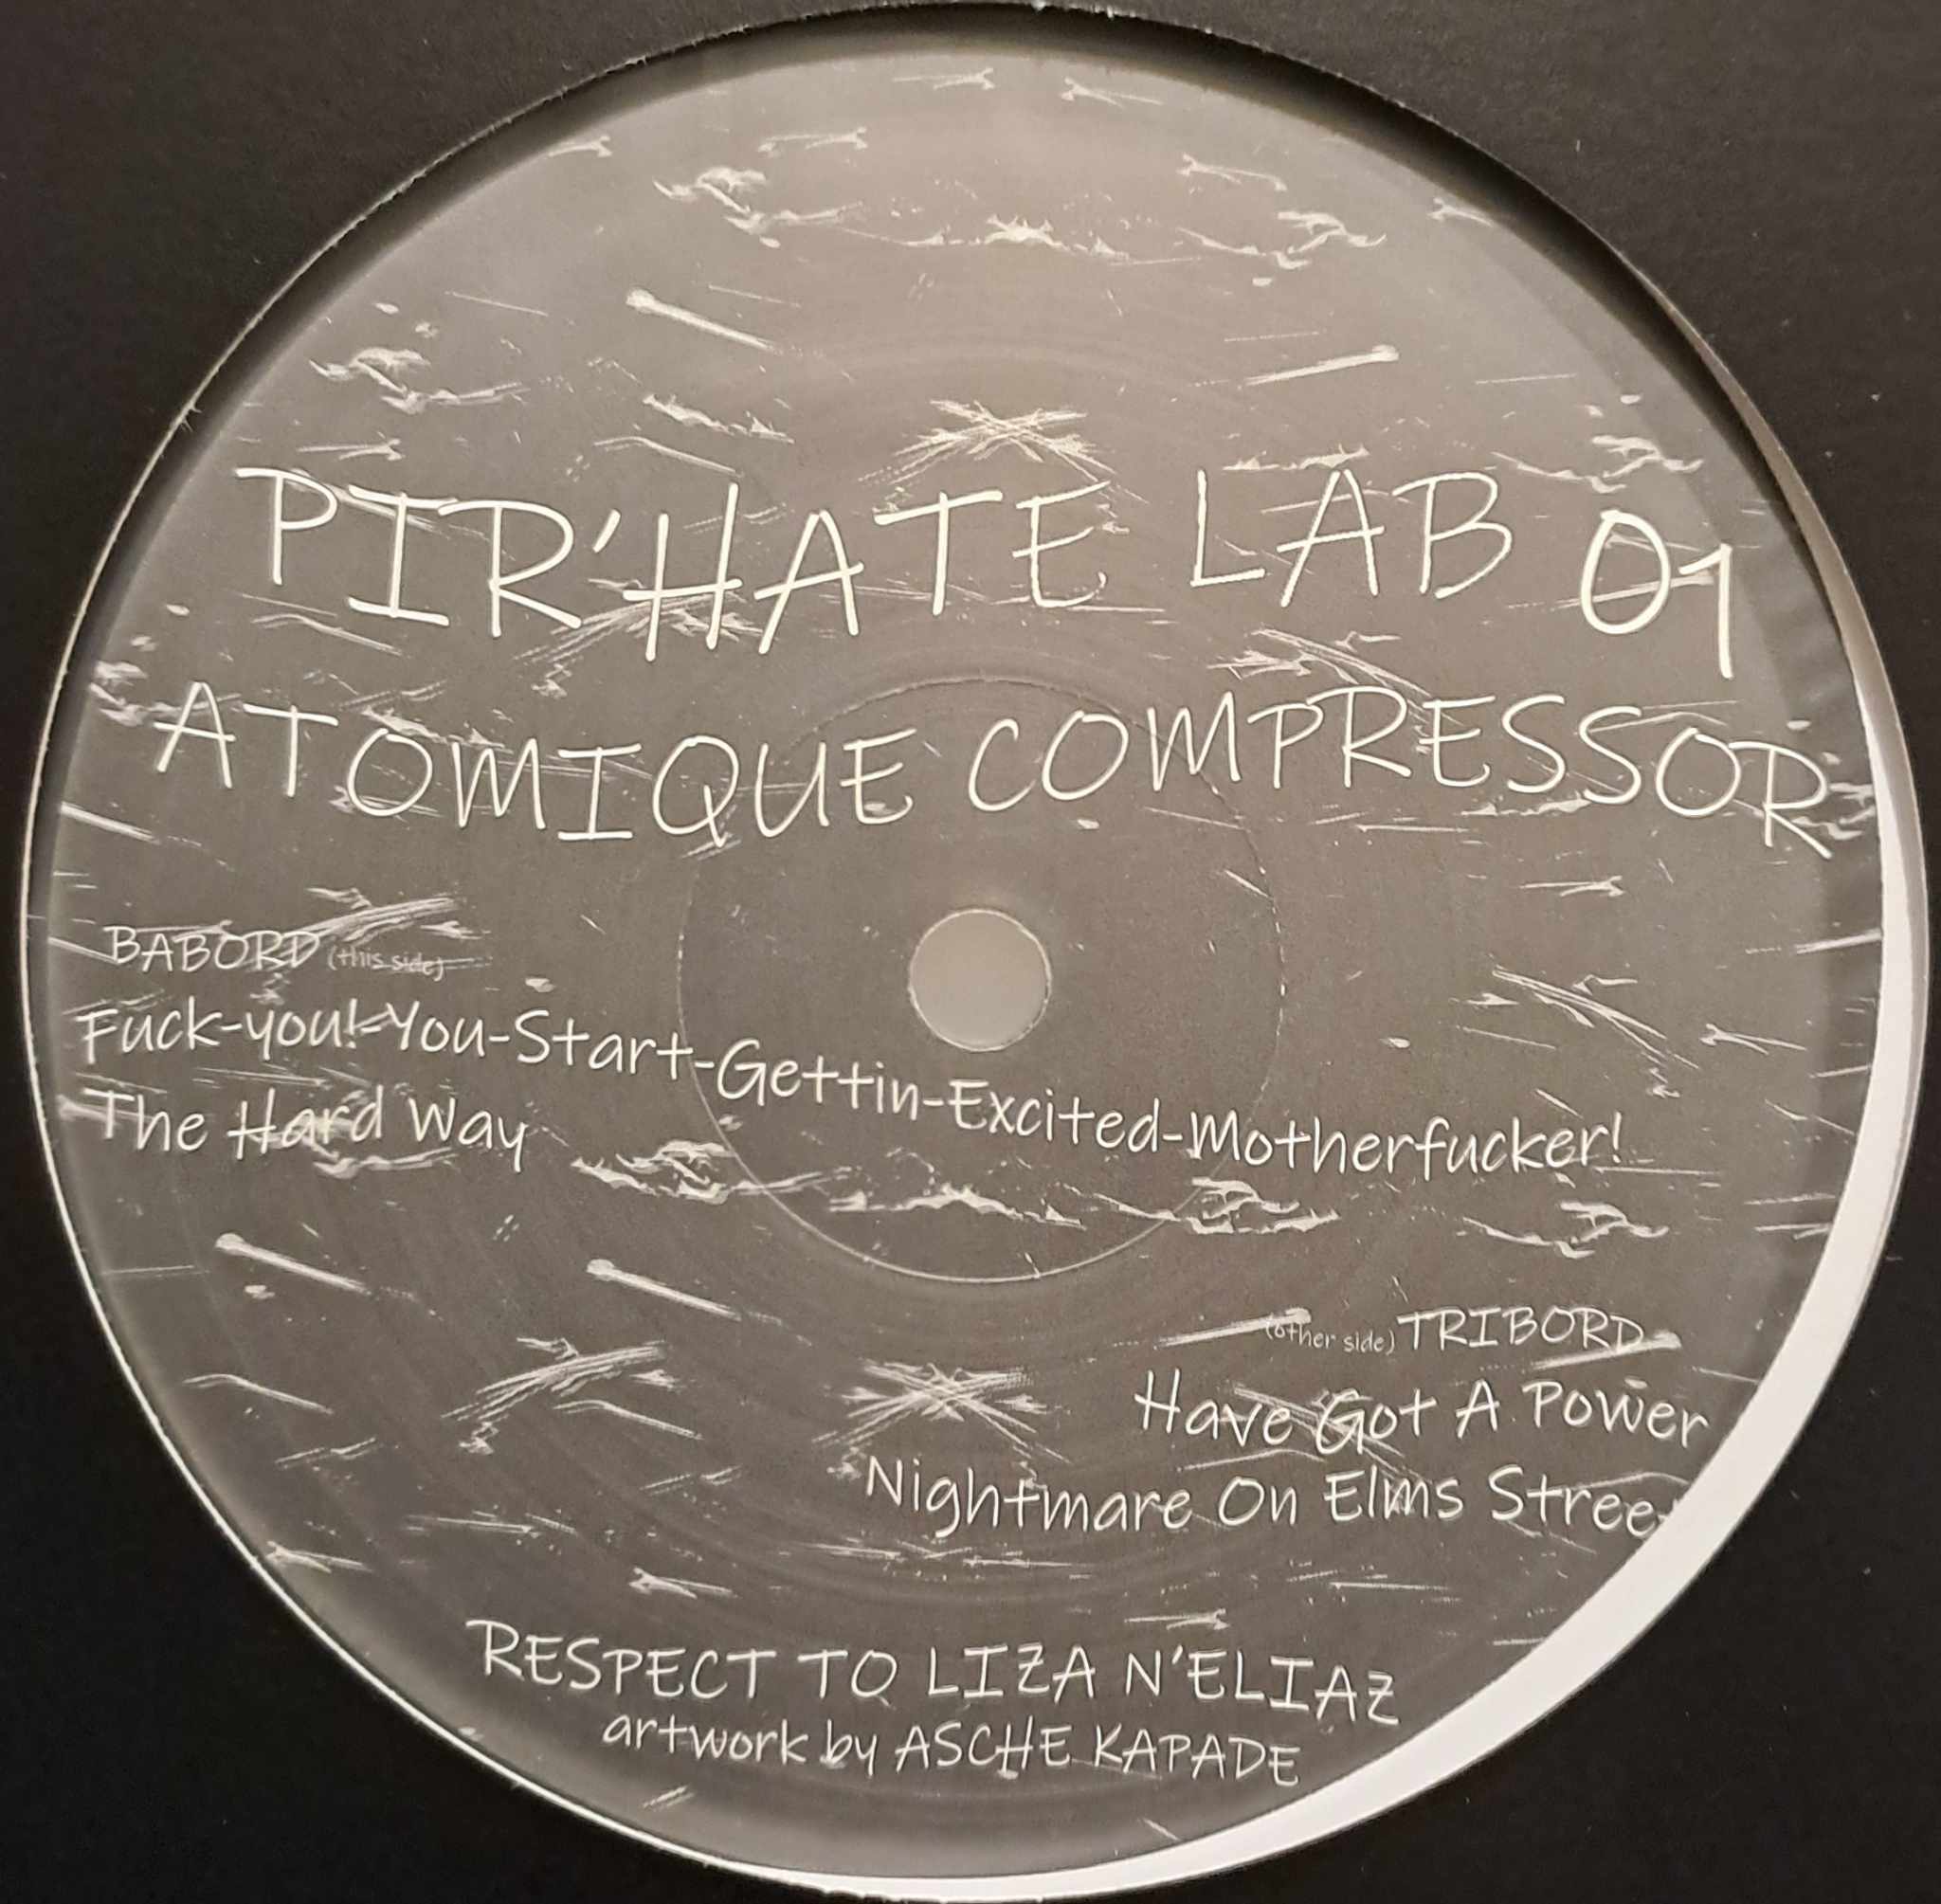 PIR'HATE LAB 01
ATOMIQUE COMPRESSOR
BABORD (this side)
Fuck-you!-You-Start-Gettin-Excited-Motherfucker!
The Hard Way
(other side) TRIBORD
Have Got A Power
Nightmare On Elms Street
RESPECT TO LIZA N'ELIAZ
artwork by ASCHE KAPADE